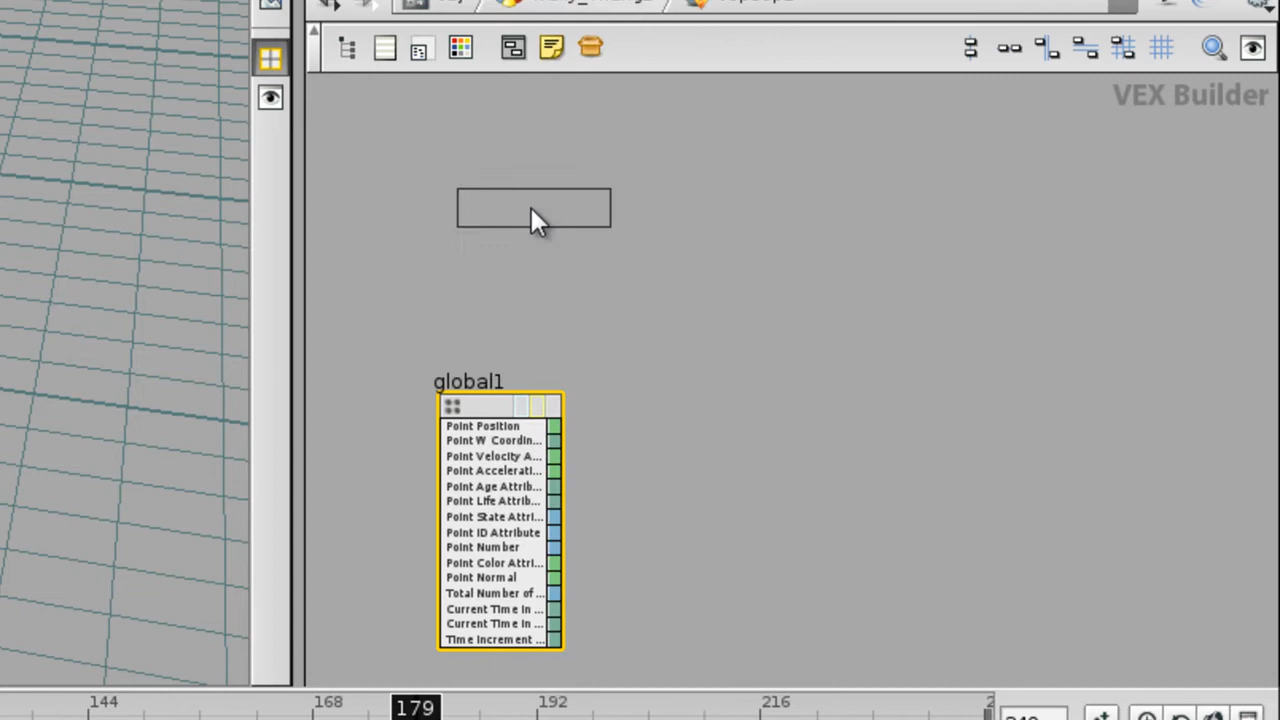 VEX Builder
global1
Point Position
Point W Coordin...
Point Velocity A...
Point Accelerati...
Point Age Attrib...
Point Life Attrib...
Point State Attri...
Point ID Attribute
Point Number
Point Color Attri...
Point Normal
Total Number of ...
Current Time In ...
Current Time In ...
Time Increment ...
144 168 179 192 216